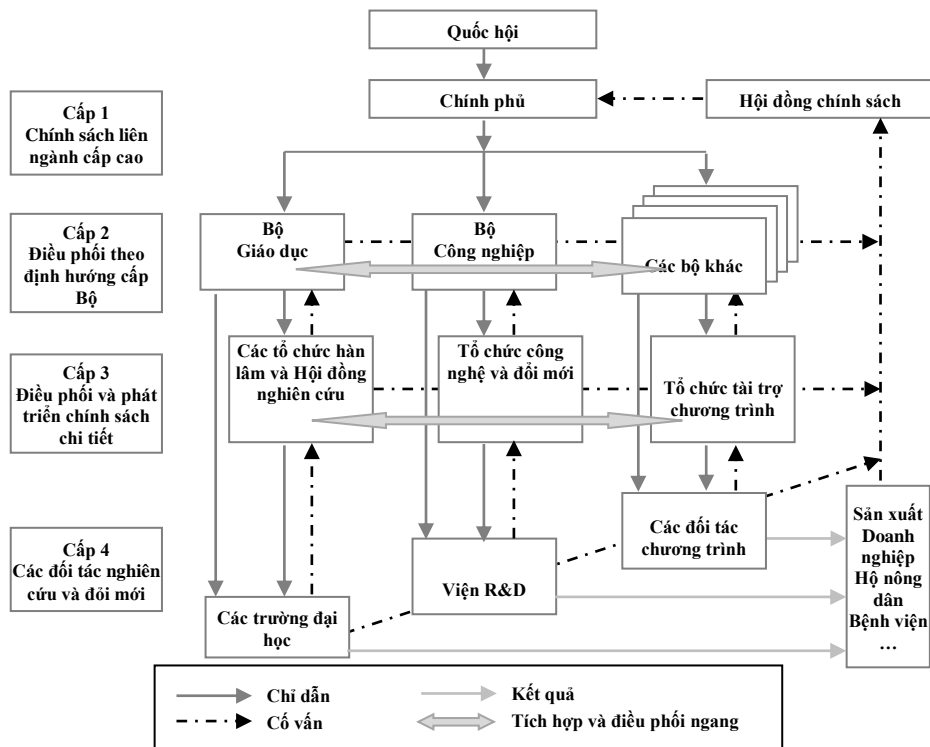 Quốc hội
Chính phủ
Hội đồng chính sách
Cấp 1
Chính sách liên
ngành cấp cao
Cấp 2
Điều phối theo
định hướng cấp
Bộ
Bộ
Giáo dục
Bộ
Công nghiệp
Các bộ khác
Cấp 3
Điều phối và phát
triển chính sách
chi tiết
Các tổ chức hàn
lâm và Hội đồng
nghiên cứu
Tổ chức công
nghệ và đổi mới
Tổ chức tài trợ
chương trình
Cấp 4
Các đối tác nghiên
cứu và đỏi mới
Các trường đại
học
Viện R&D
Các đối tác
chương trình
Sản xuất
Doanh
nghiệp
Hộ nông
dân
Bệnh viện
…
Chỉ dẫn
Cố vấn
Kết quả
Tích hợp và điều phối ngang